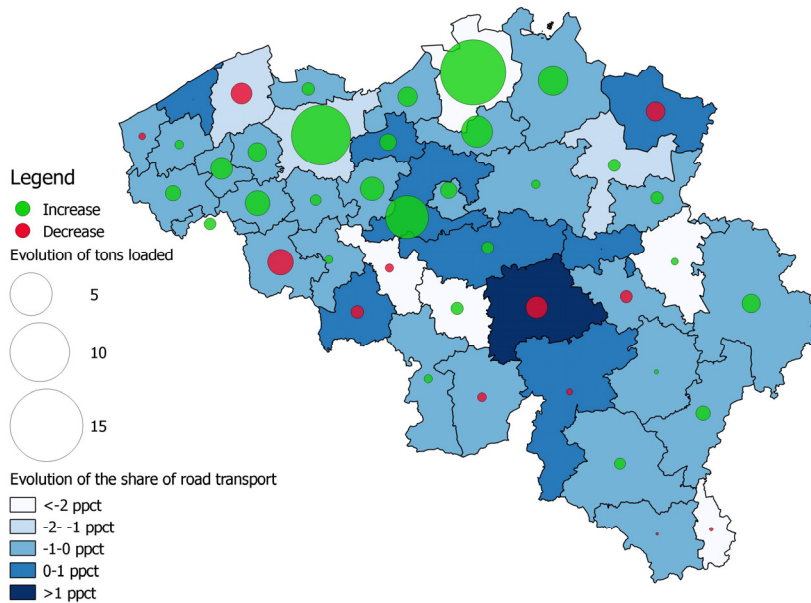 Legend
Increase
Decrease
Evolution of tons loaded
5
10
15
Evolution of the share of road transport
<-2 ppct
-2- -1 ppct
-1-0 ppct
0-1 ppct
>1 ppct